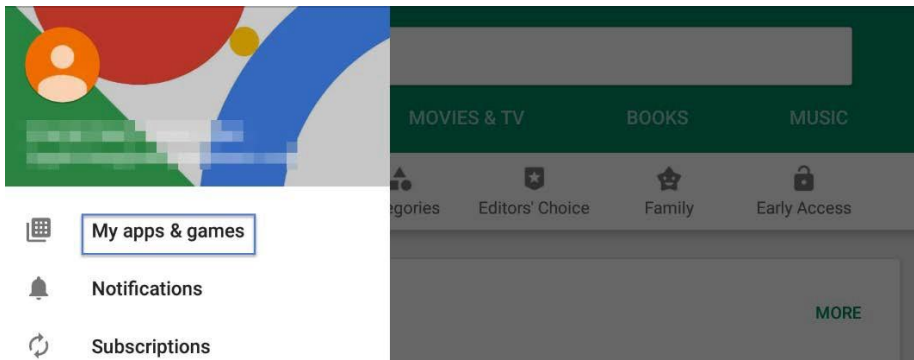 MOVIES & TV
BOOKS
MUSIC
egories
Editors' Choice
Family
Early Access
My apps & games
Notifications
MORE
Subscriptions